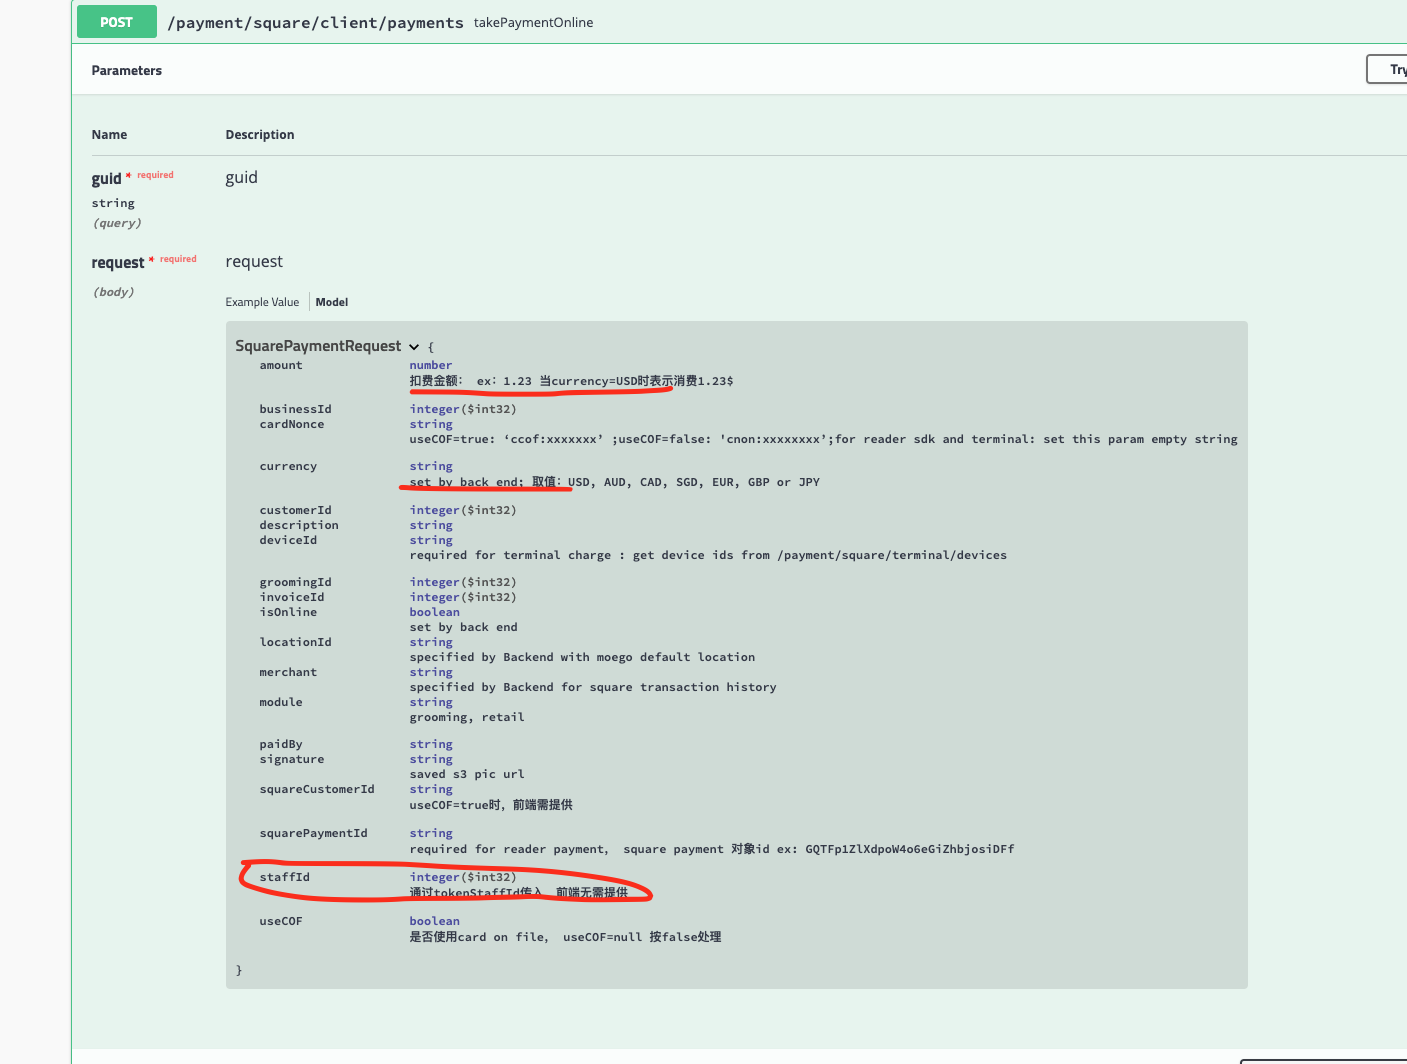 POST /payment/square/client/payments takePaymentOnline
Parameters
Try
Name Description
guid * required guid
string
(query)
request * required request
(body)
Example Value Model
SquarePaymentRequest {
amount number
扣费金额： ex：1.23 当currency=USD时表示消费1.23$
businessId integer($int32)
cardNonce string
useCOF=true: ‘ccof:xxxxxxx’ ;useCOF=false: 'cnon:xxxxxxxx’;for reader sdk and terminal: set this param empty string
currency string
set by back end; 取值：USD, AUD, CAD, SGD, EUR, GBP or JPY
customerId integer($int32)
description string
deviceId string
required for terminal charge : get device ids from /payment/square/terminal/devices
groomingId integer($int32)
invoiceId integer($int32)
isOnline boolean
set by back end
locationId string
specified by Backend with moego default location
merchant string
specified by Backend for square transaction history
module string
grooming, retail
paidBy string
signature string
saved s3 pic url
squareCustomerId string
useCOF=true时，前端需提供
squarePaymentId string
required for reader payment， square payment 对象id ex: GQTFp1ZlXdpoW4o6eGiZhbjosiDFf
staffId integer($int32)
通过tokenStaffId传入，前端无需提供
useCOF boolean
是否使用card on file， useCOF=null 按false处理
}